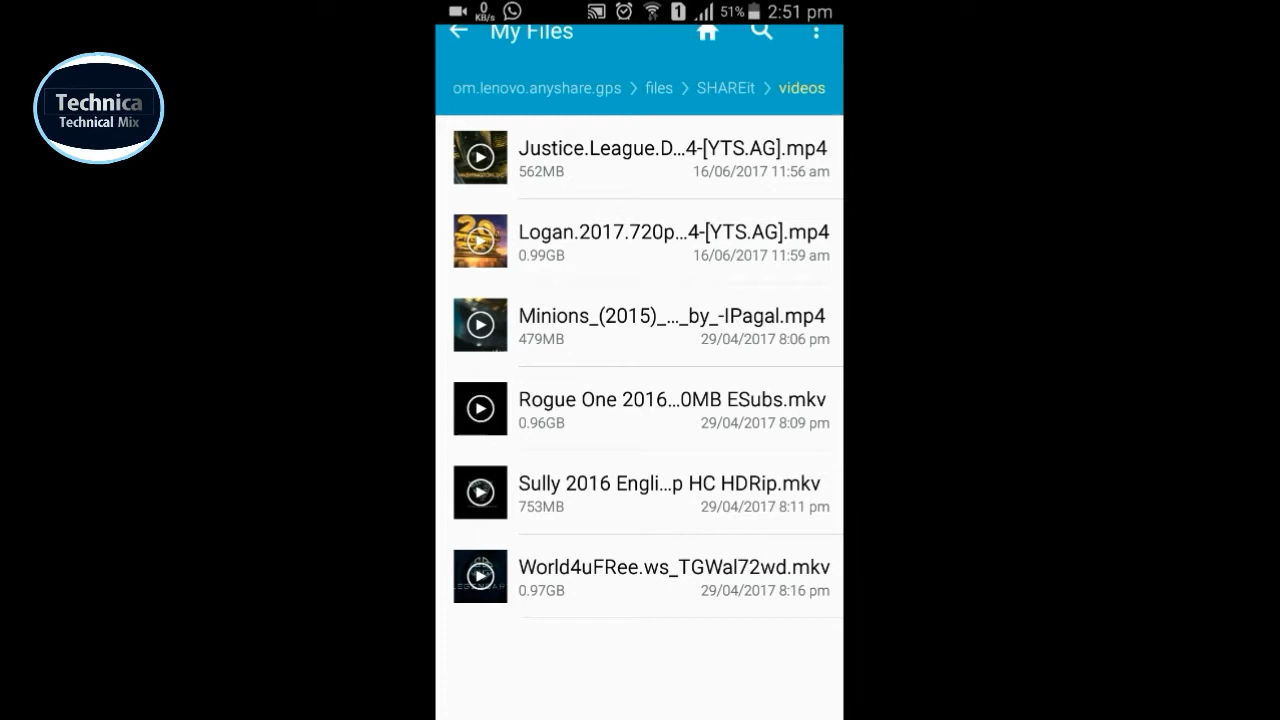 0
KB/s
1
51%
2:51 pm
My Files
om.lenovo.anyshare.gps > files > SHAREit > videos
Technica
Technical Mix
Justice.League.D...4-[YTS.AG].mp4
562MB 16/06/2017 11:56 am
Logan.2017.720p...4-[YTS.AG].mp4
0.99GB 16/06/2017 11:59 am
Minions_(2015)_..._by_-IPagal.mp4
479MB 29/04/2017 8:06 pm
Rogue One 2016...0MB ESubs.mkv
0.96GB 29/04/2017 8:09 pm
Sully 2016 Engli...p HC HDRip.mkv
753MB 29/04/2017 8:11 pm
World4uFRee.ws_TGWal72wd.mkv
0.97GB 29/04/2017 8:16 pm